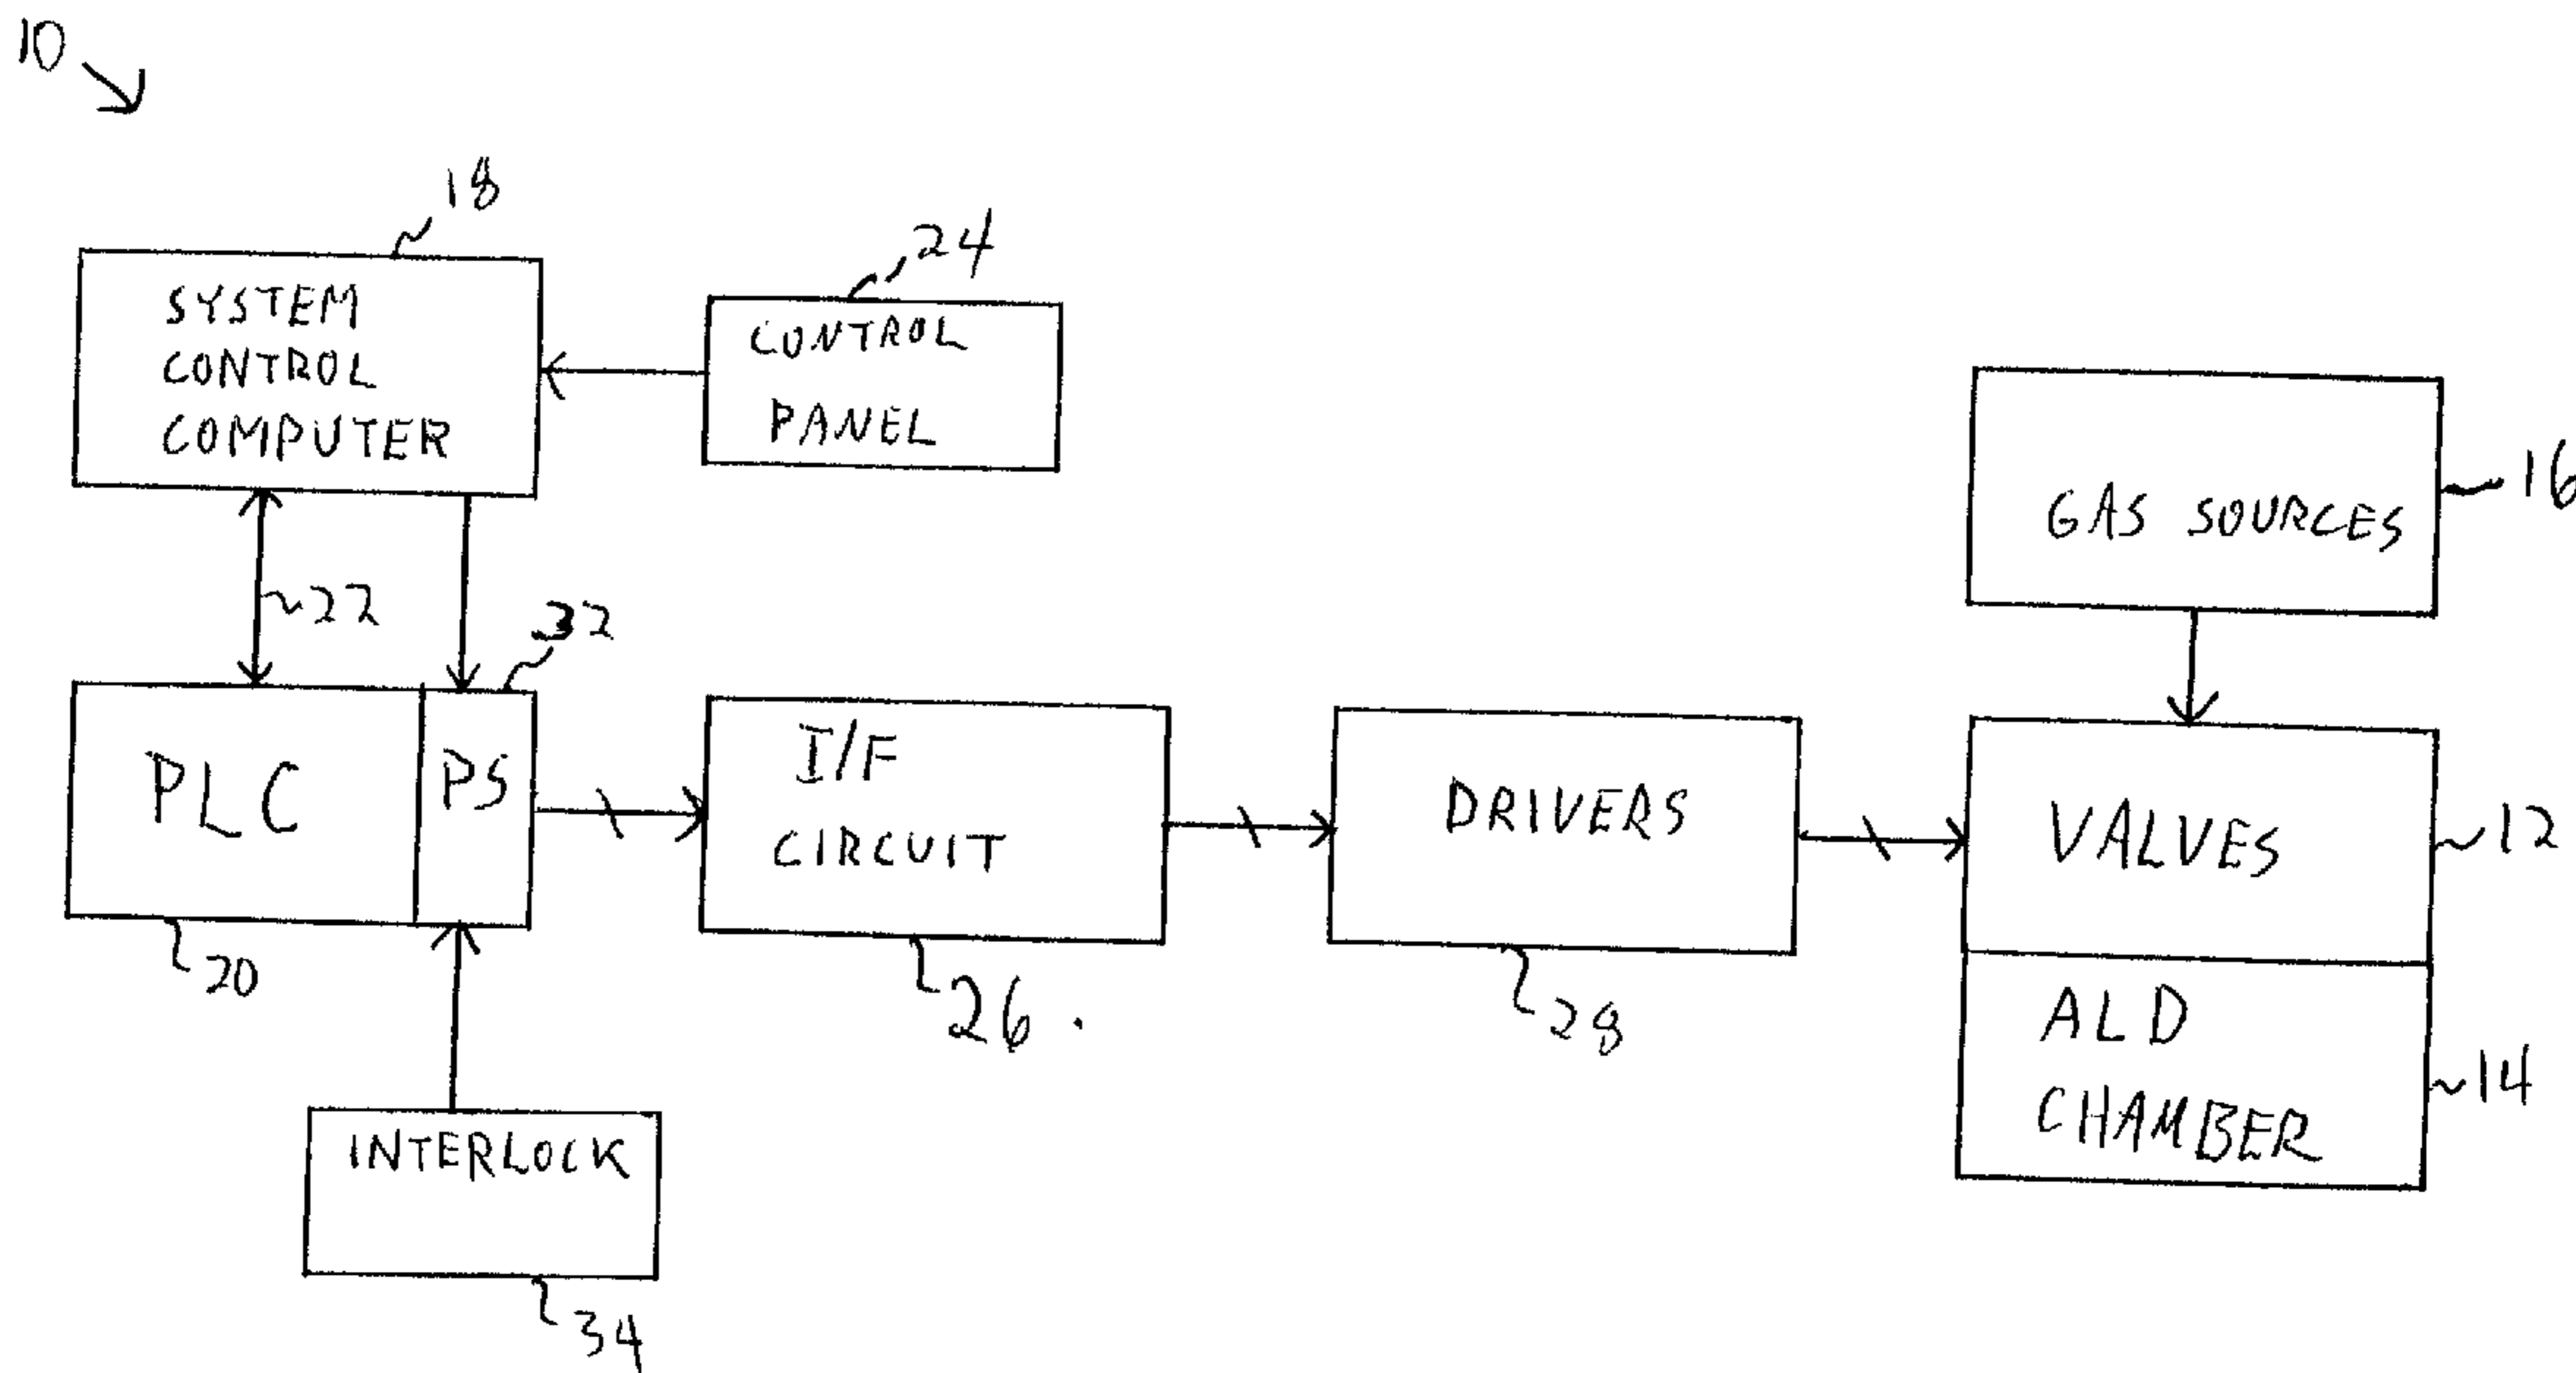 10
18
24
SYSTEM
CONTROL
COMPUTER
CONTROL
PANEL
16
GAS SOURCES
22
32
PLC
PS
I/F
CIRCUIT
DRIVERS
VALVES
12
20
26.
28
ALD
CHAMBER
14
INTERLOCK
34